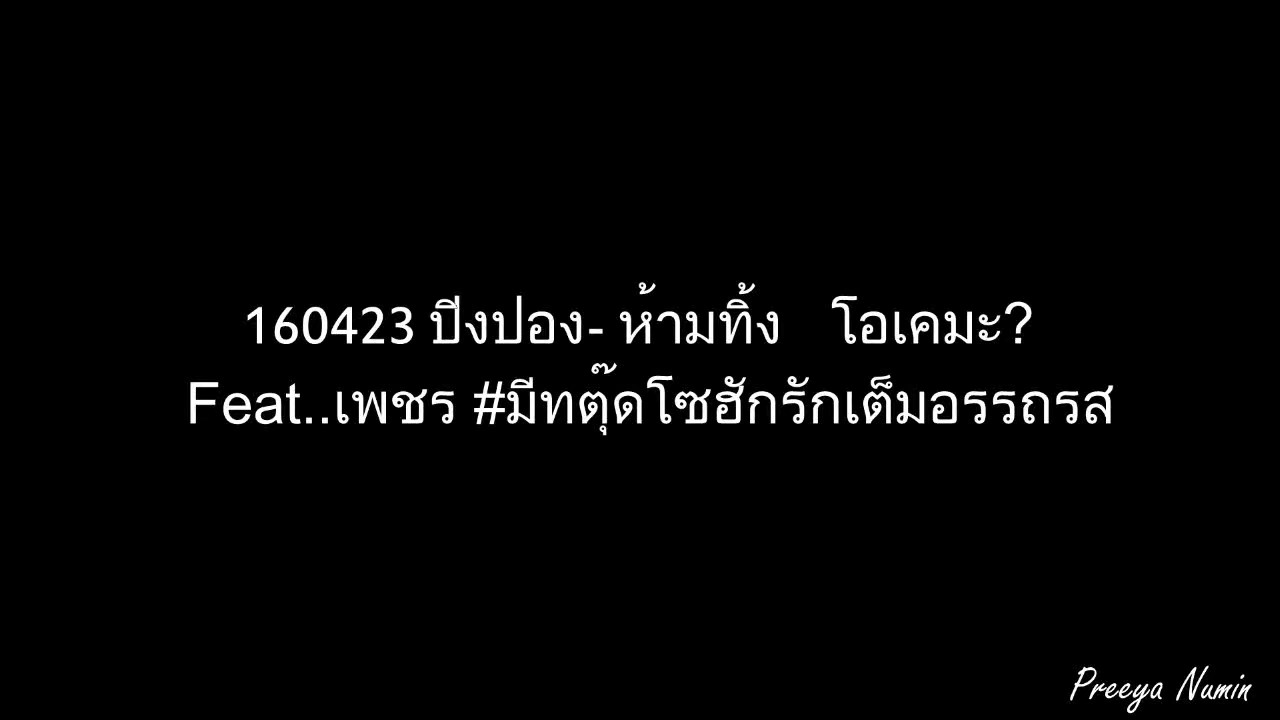 160423 ปิงปอง- ห้ามทิ้ง โอเคมะ?
Feat..เพชร #มีทตุ๊ดโซฮักรักเต็มอรรถรส
Preeya Numin